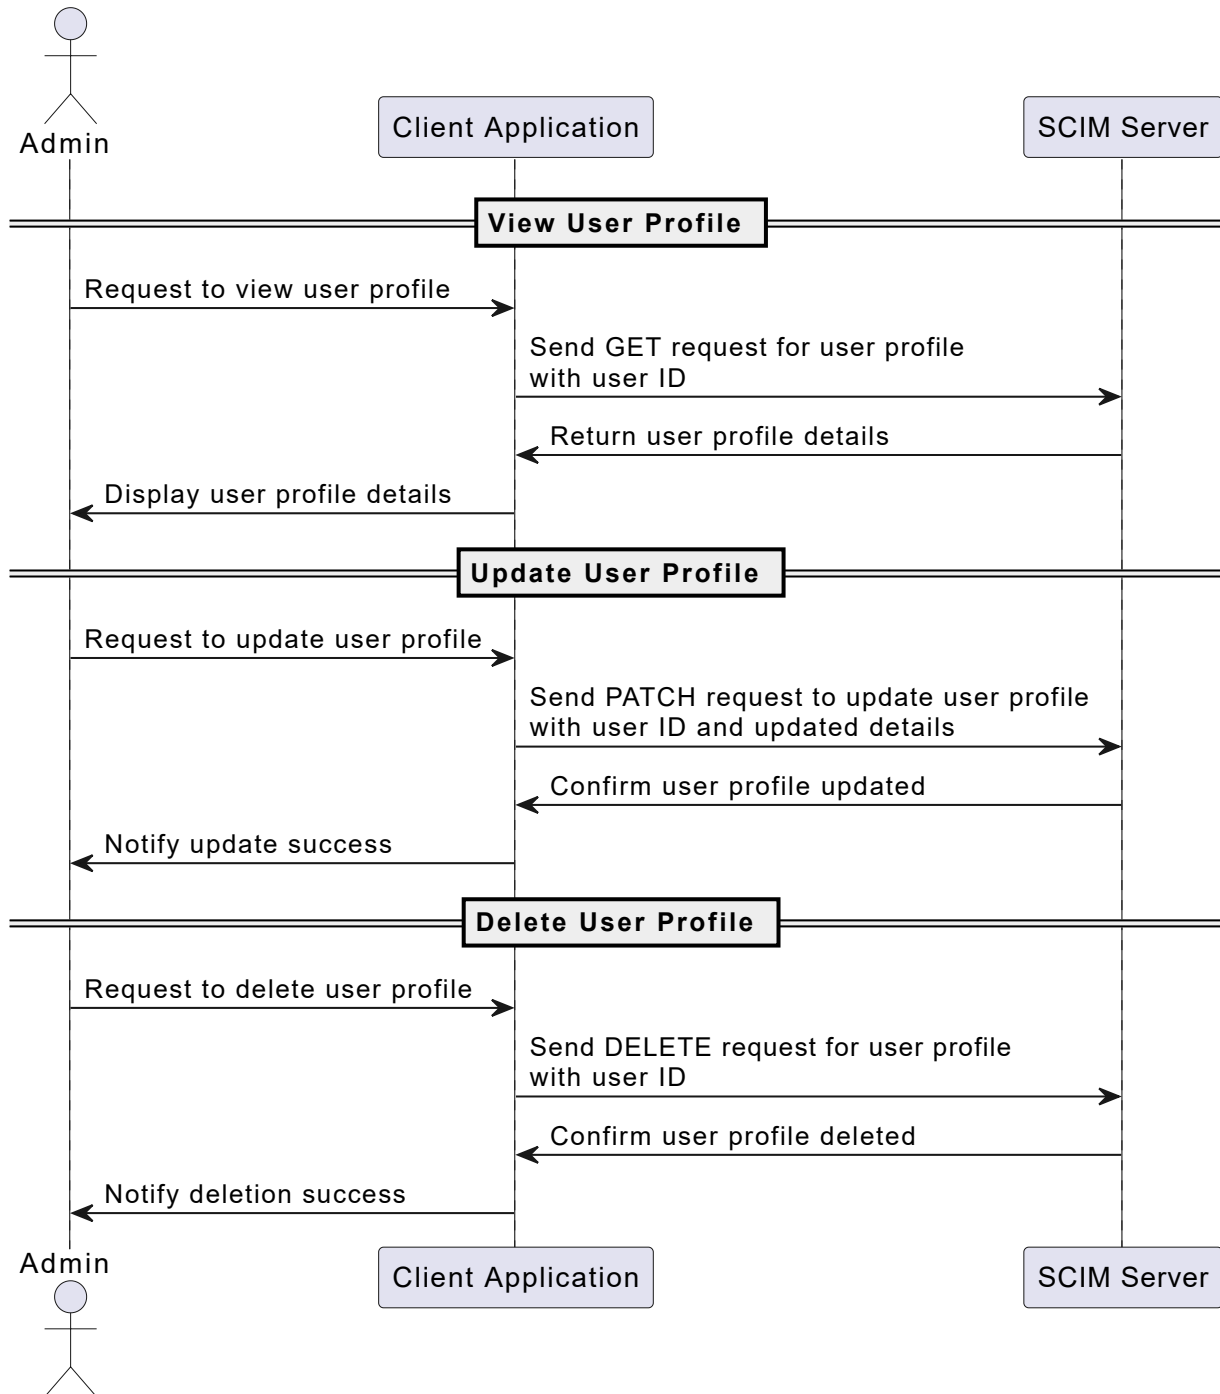 Admin
Client Application
SCIM Server
View User Profile
Request to view user profile
Send GET request for user profile
with user ID
Return user profile details
Display user profile details
Update User Profile
Request to update user profile
Send PATCH request to update user profile
with user ID and updated details
Confirm user profile updated
Notify update success
Delete User Profile
Request to delete user profile
Send DELETE request for user profile
with user ID
Confirm user profile deleted
Notify deletion success
Admin
Client Application
SCIM Server